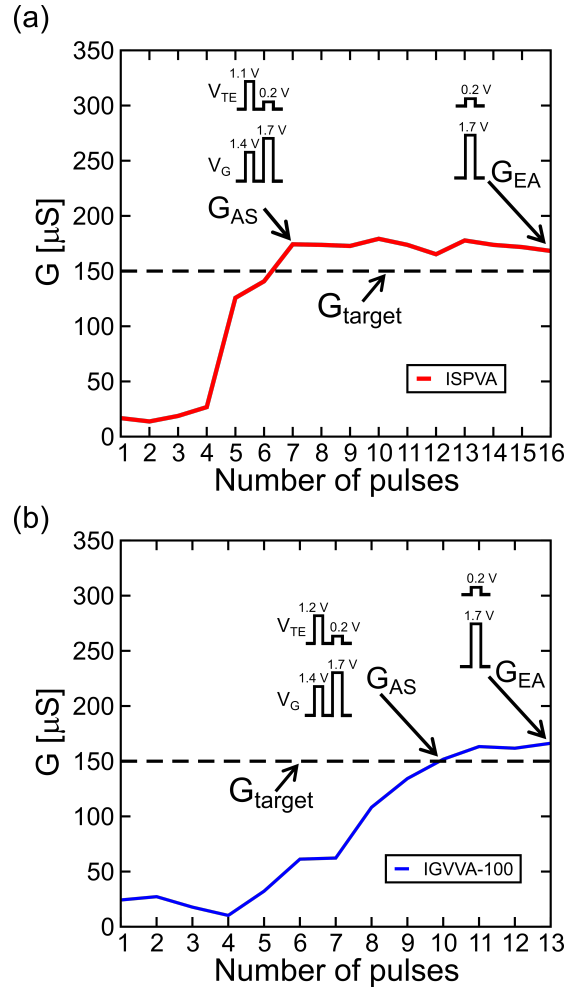 (a)
350
300
250
200
150
100
50
0
G [μS]
1.1 V
V_TE 0.2 V
1.4 V 1.7 V
V_G
0.2 V
1.7 V
G_EA
G_AS
G_target
ISPVA
1 2 3 4 5 6 7 8 9 10 11 12 13 14 15 16
Number of pulses
(b)
350
300
250
200
150
100
50
0
G [μS]
1.2 V
V_TE 0.2 V
1.4 V 1.7 V
V_G
0.2 V
1.7 V
G_EA
G_AS
G_target
IGVVA-100
1 2 3 4 5 6 7 8 9 10 11 12 13
Number of pulses